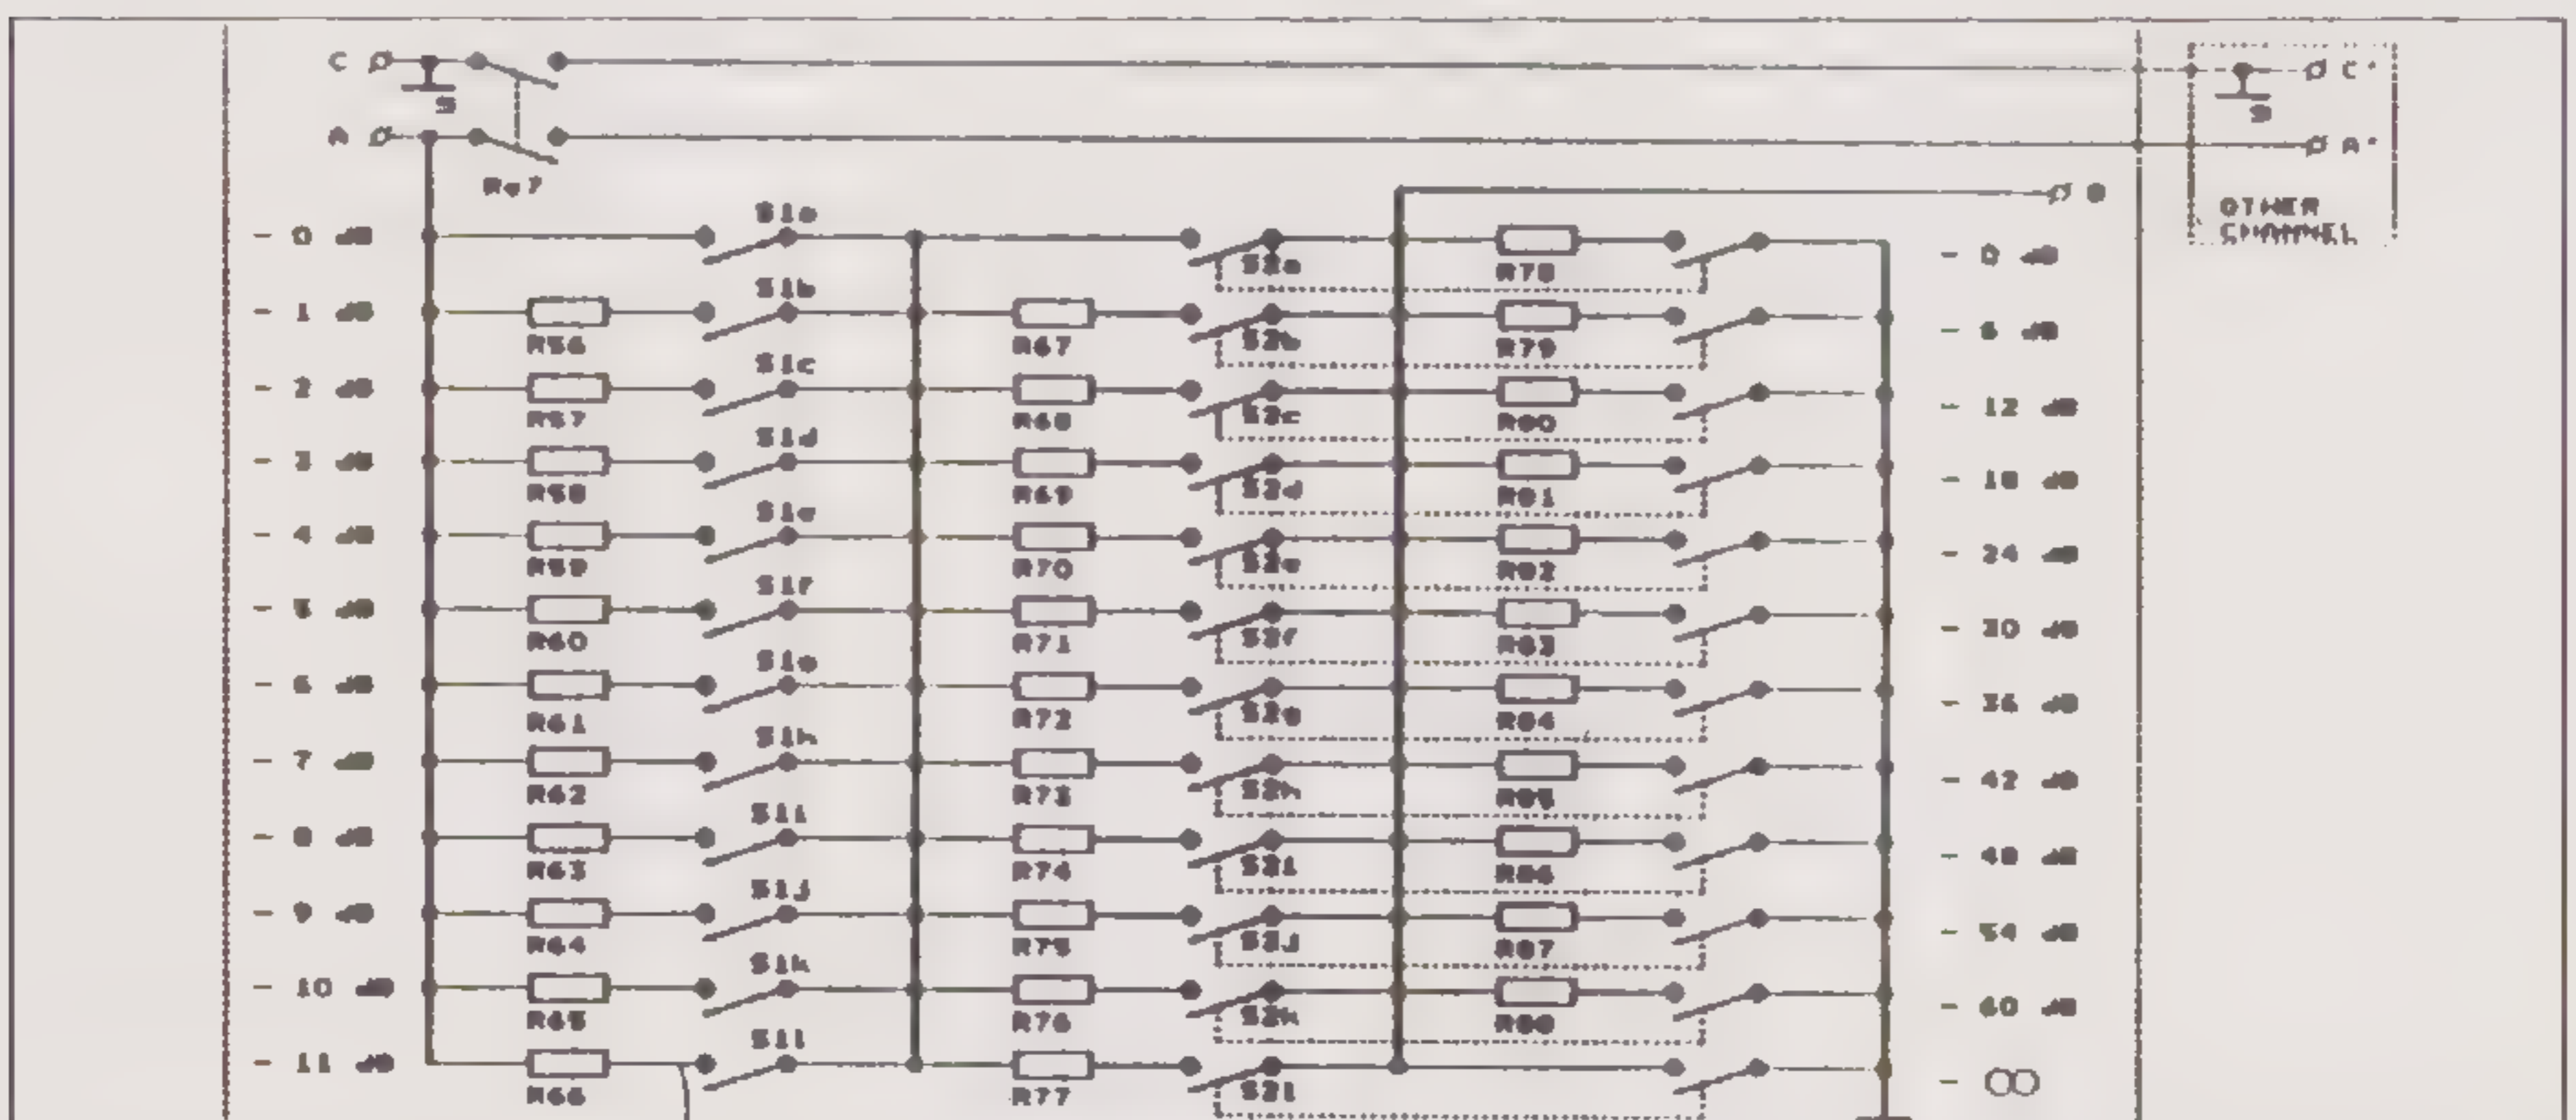 C
S
C'
S
A
A'
Re7
B
OTHER
CHANNEL
- 0 dB S1a S2a R78 - 0 dB
- 1 dB R56 S1b R67 S2b R79 - 6 dB
- 2 dB R57 S1c R68 S2c R80 - 12 dB
- 3 dB R58 S1d R69 S2d R81 - 18 dB
- 4 dB R59 S1e R70 S2e R82 - 24 dB
- 5 dB R60 S1f R71 S2f R83 - 30 dB
- 6 dB R61 S1g R72 S2g R84 - 36 dB
- 7 dB R62 S1h R73 S2h R85 - 42 dB
- 8 dB R63 S1i R74 S2i R86 - 48 dB
- 9 dB R64 S1j R75 S2j R87 - 54 dB
- 10 dB R65 S1k R76 S2k R88 - 60 dB
- 11 dB R66 S1l R77 S2l - ∞